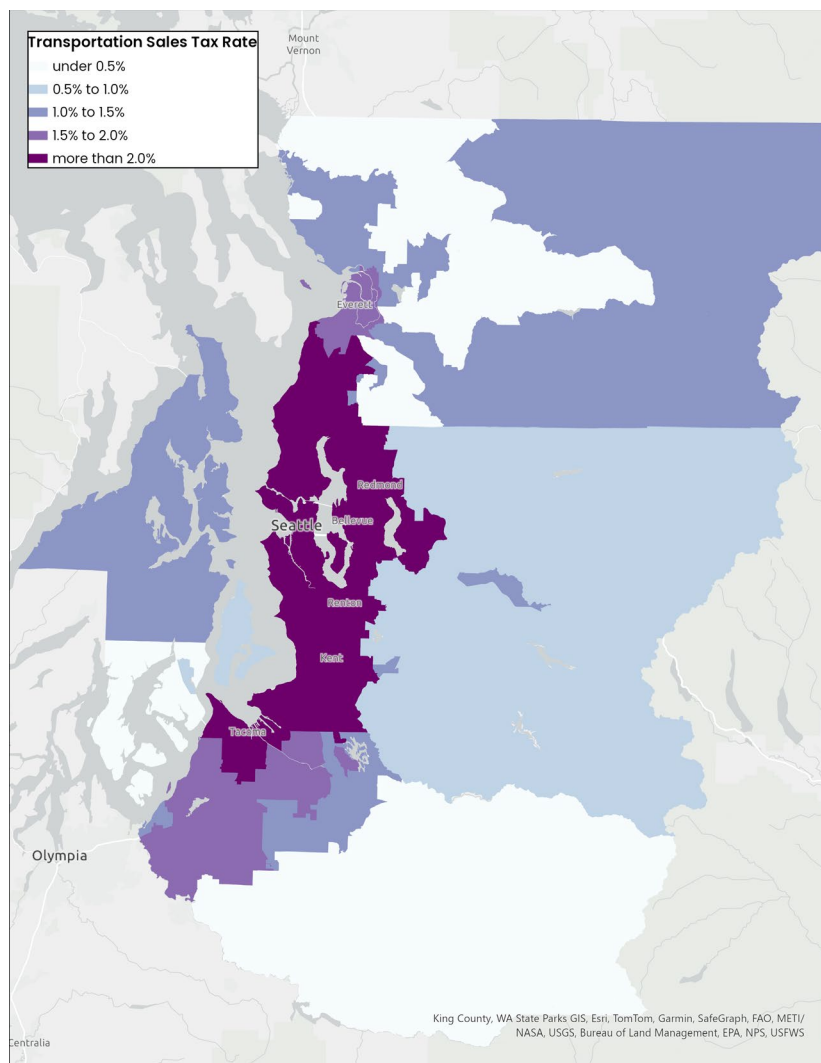 Transportation Sales Tax Rate
under 0.5%
0.5% to 1.0%
1.0% to 1.5%
1.5% to 2.0%
more than 2.0%
Mount
Vernon
Everett
Redmond
Seattle
Bellevue
Renton
Kent
Tacoma
Olympia
King County, WA State Parks GIS, Esri, TomTom, Garmin, SafeGraph, FAO, METI/
NASA, USGS, Bureau of Land Management, EPA, NPS, USFWS
Centralia